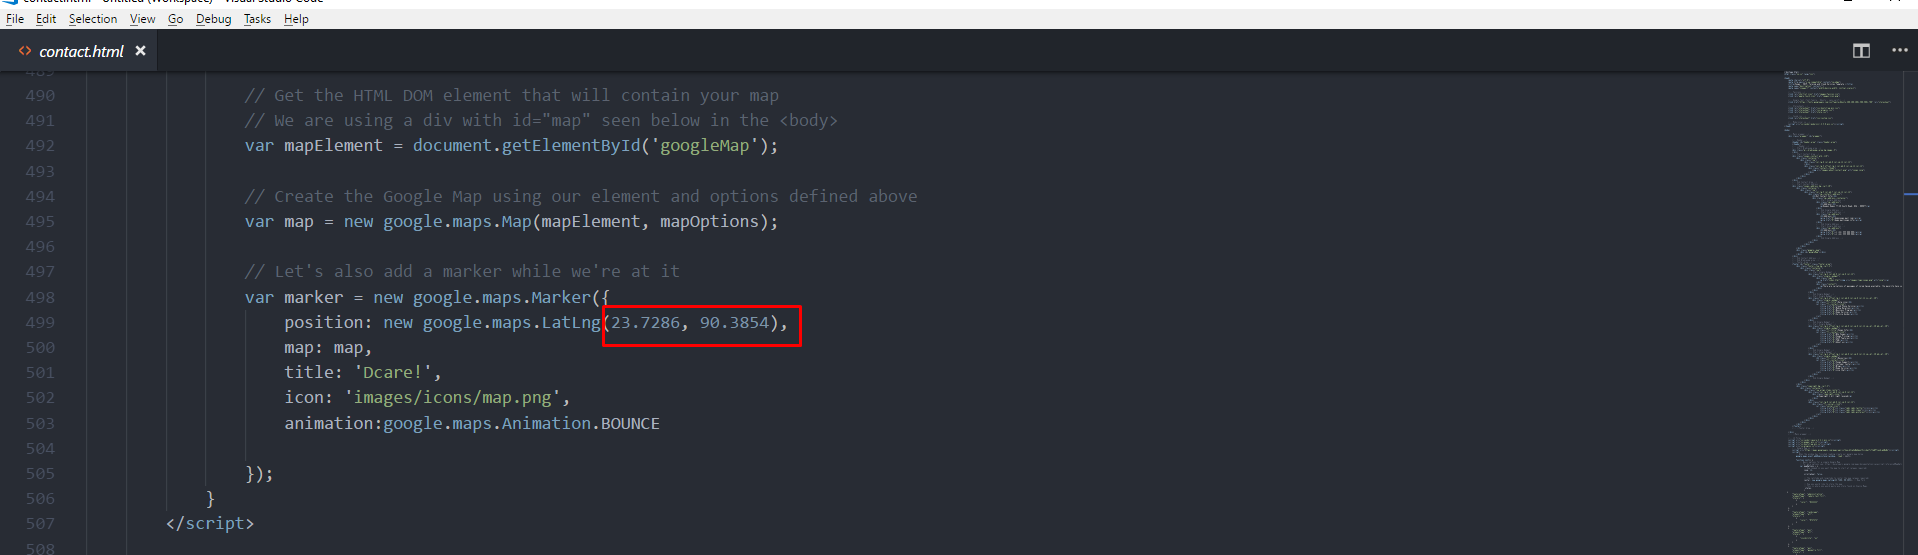 File Edit Selection View Go Debug Tasks Help
<> contact.html ×
489
490 // Get the HTML DOM element that will contain your map
491 // We are using a div with id="map" seen below in the <body>
492 var mapElement = document.getElementById('googleMap');
493
494 // Create the Google Map using our element and options defined above
495 var map = new google.maps.Map(mapElement, mapOptions);
496
497 // Let's also add a marker while we're at it
498 var marker = new google.maps.Marker({
499 position: new google.maps.LatLng(23.7286, 90.3854),
500 map: map,
501 title: 'Dcare!',
502 icon: 'images/icons/map.png',
503 animation:google.maps.Animation.BOUNCE
504
505 });
506 }
507 </script>
508